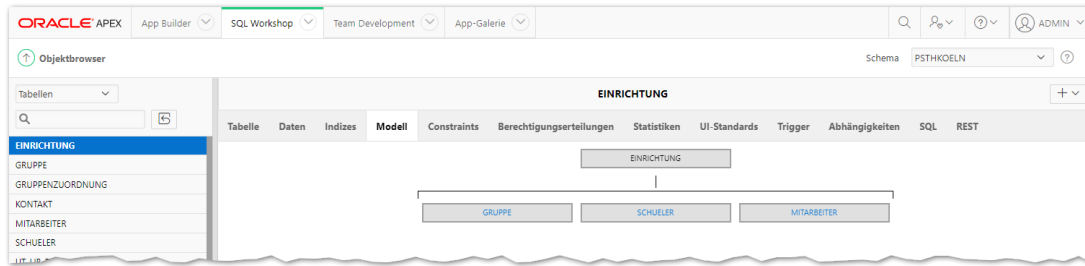 ORACLE APEX App Builder SQL Workshop Team Development App-Galerie ADMIN
Objektbrowser Schema PSTHKOELN
Tabellen EINRICHTUNG
Tabelle Daten Indizes Modell Constraints Berechtigungserteilungen Statistiken UI-Standards Trigger Abhängigkeiten SQL REST
EINRICHTUNG
GRUPPE
GRUPPENZUORDNUNG
KONTAKT
MITARBEITER
SCHUELER
EINRICHTUNG
GRUPPE SCHUELER MITARBEITER